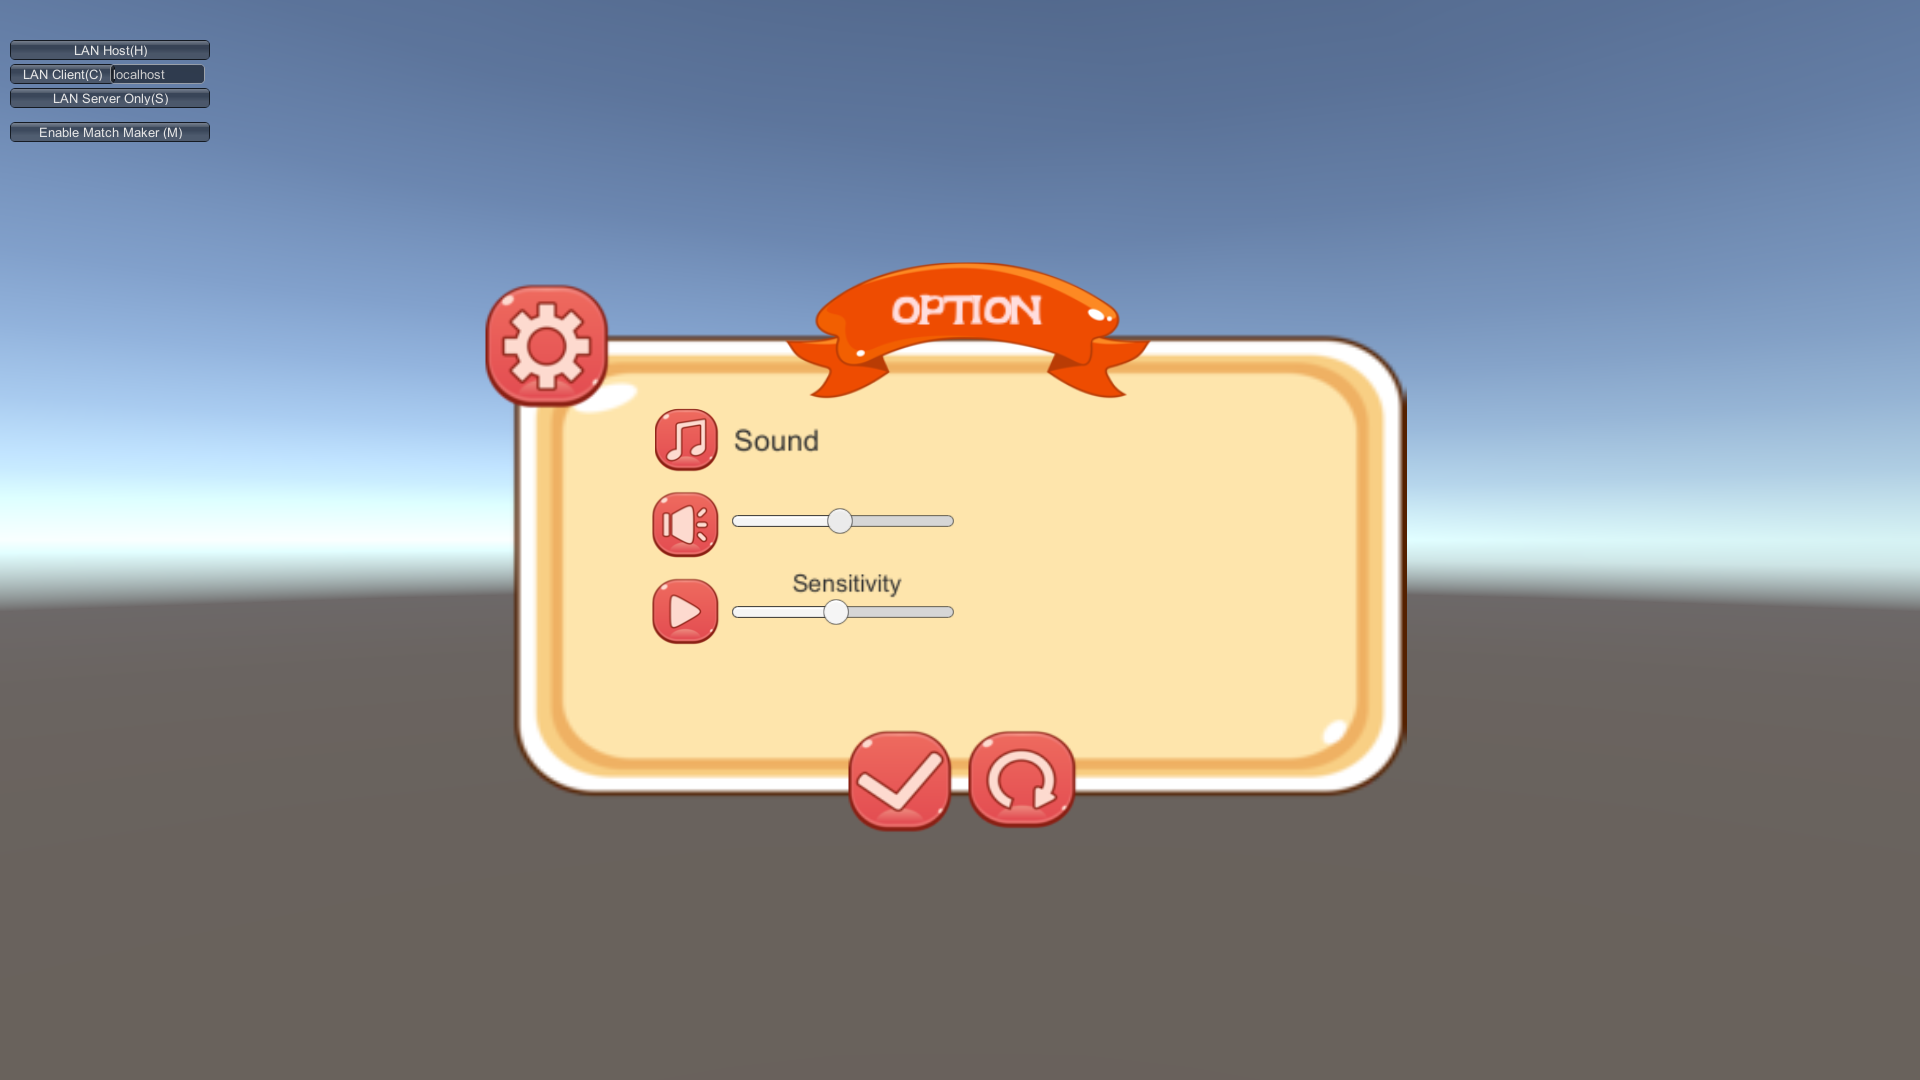 LAN Host(H)
LAN Client(C) localhost
LAN Server Only(S)
Enable Match Maker (M)
OPTION
Sound
Sensitivity